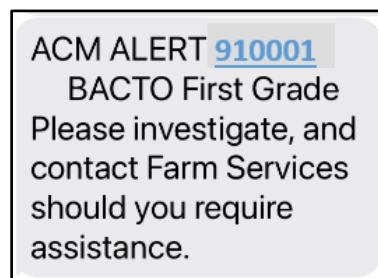 ACM ALERT 910001
BACTO First Grade
Please investigate, and
contact Farm Services
should you require
assistance.